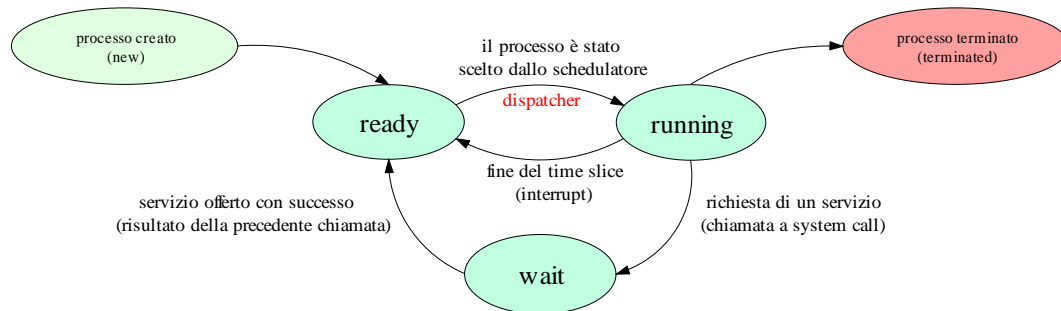 processo creato
(new)
il processo è stato
scelto dallo schedulatore
dispatcher
processo terminato
(terminated)
ready
running
fine del time slice
(interrupt)
servizio offerto con successo
(risultato della precedente chiamata)
richiesta di un servizio
(chiamata a system call)
wait